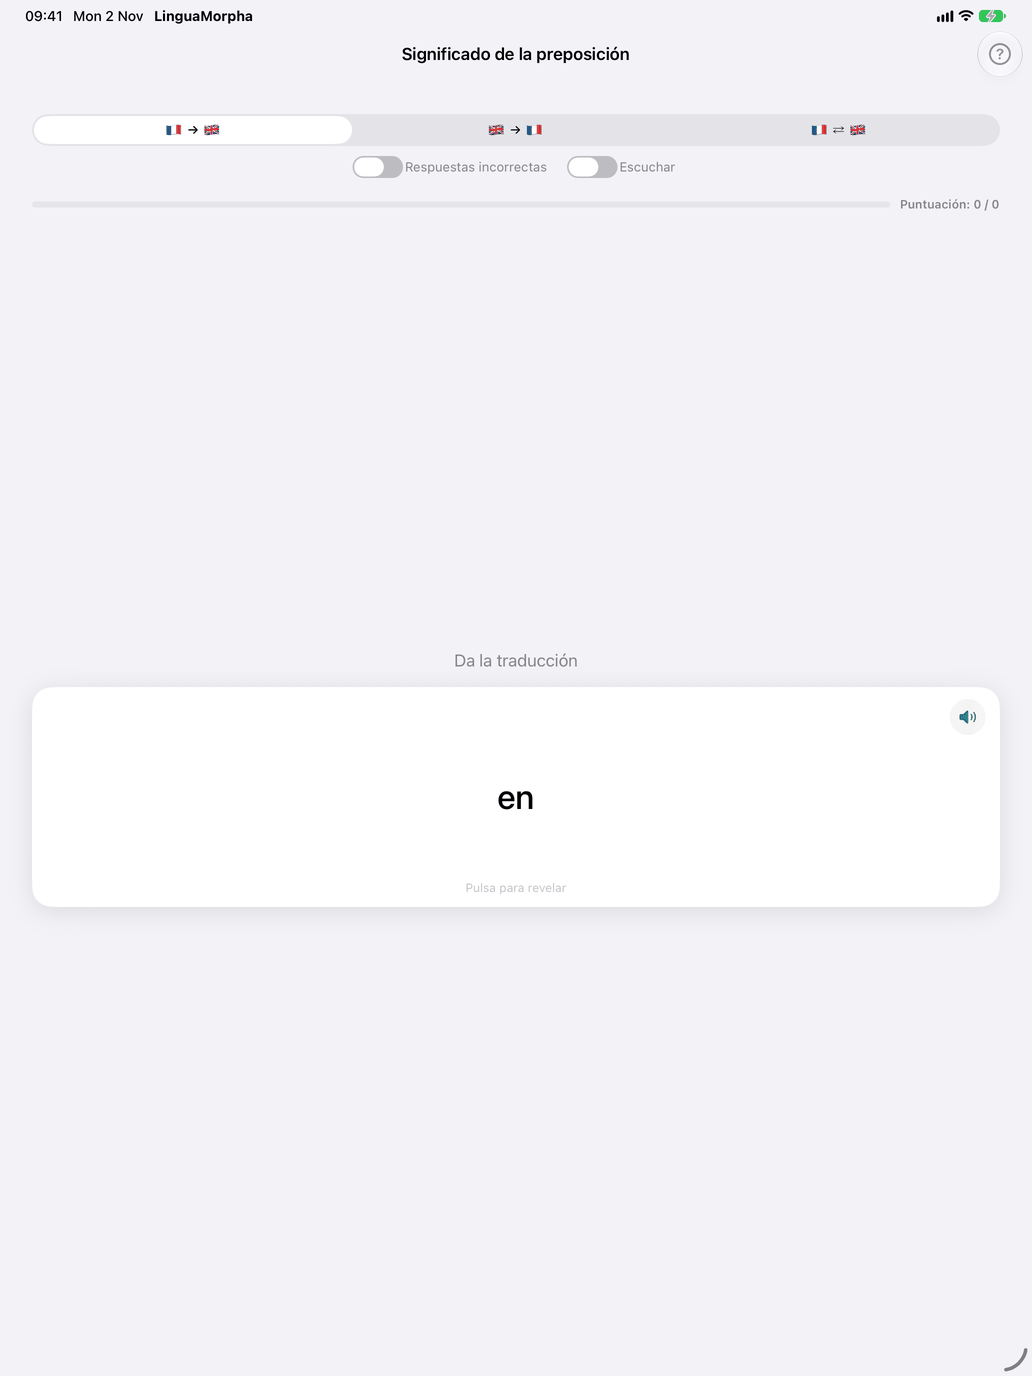 09:41 Mon 2 Nov LinguaMorpha
Significado de la preposición
?
🇫🇷 → 🇬🇧 🇬🇧 → 🇫🇷 🇫🇷 ⇄ 🇬🇧
Respuestas incorrectas Escuchar
Puntuación: 0 / 0
Da la traducción
en
Pulsa para revelar